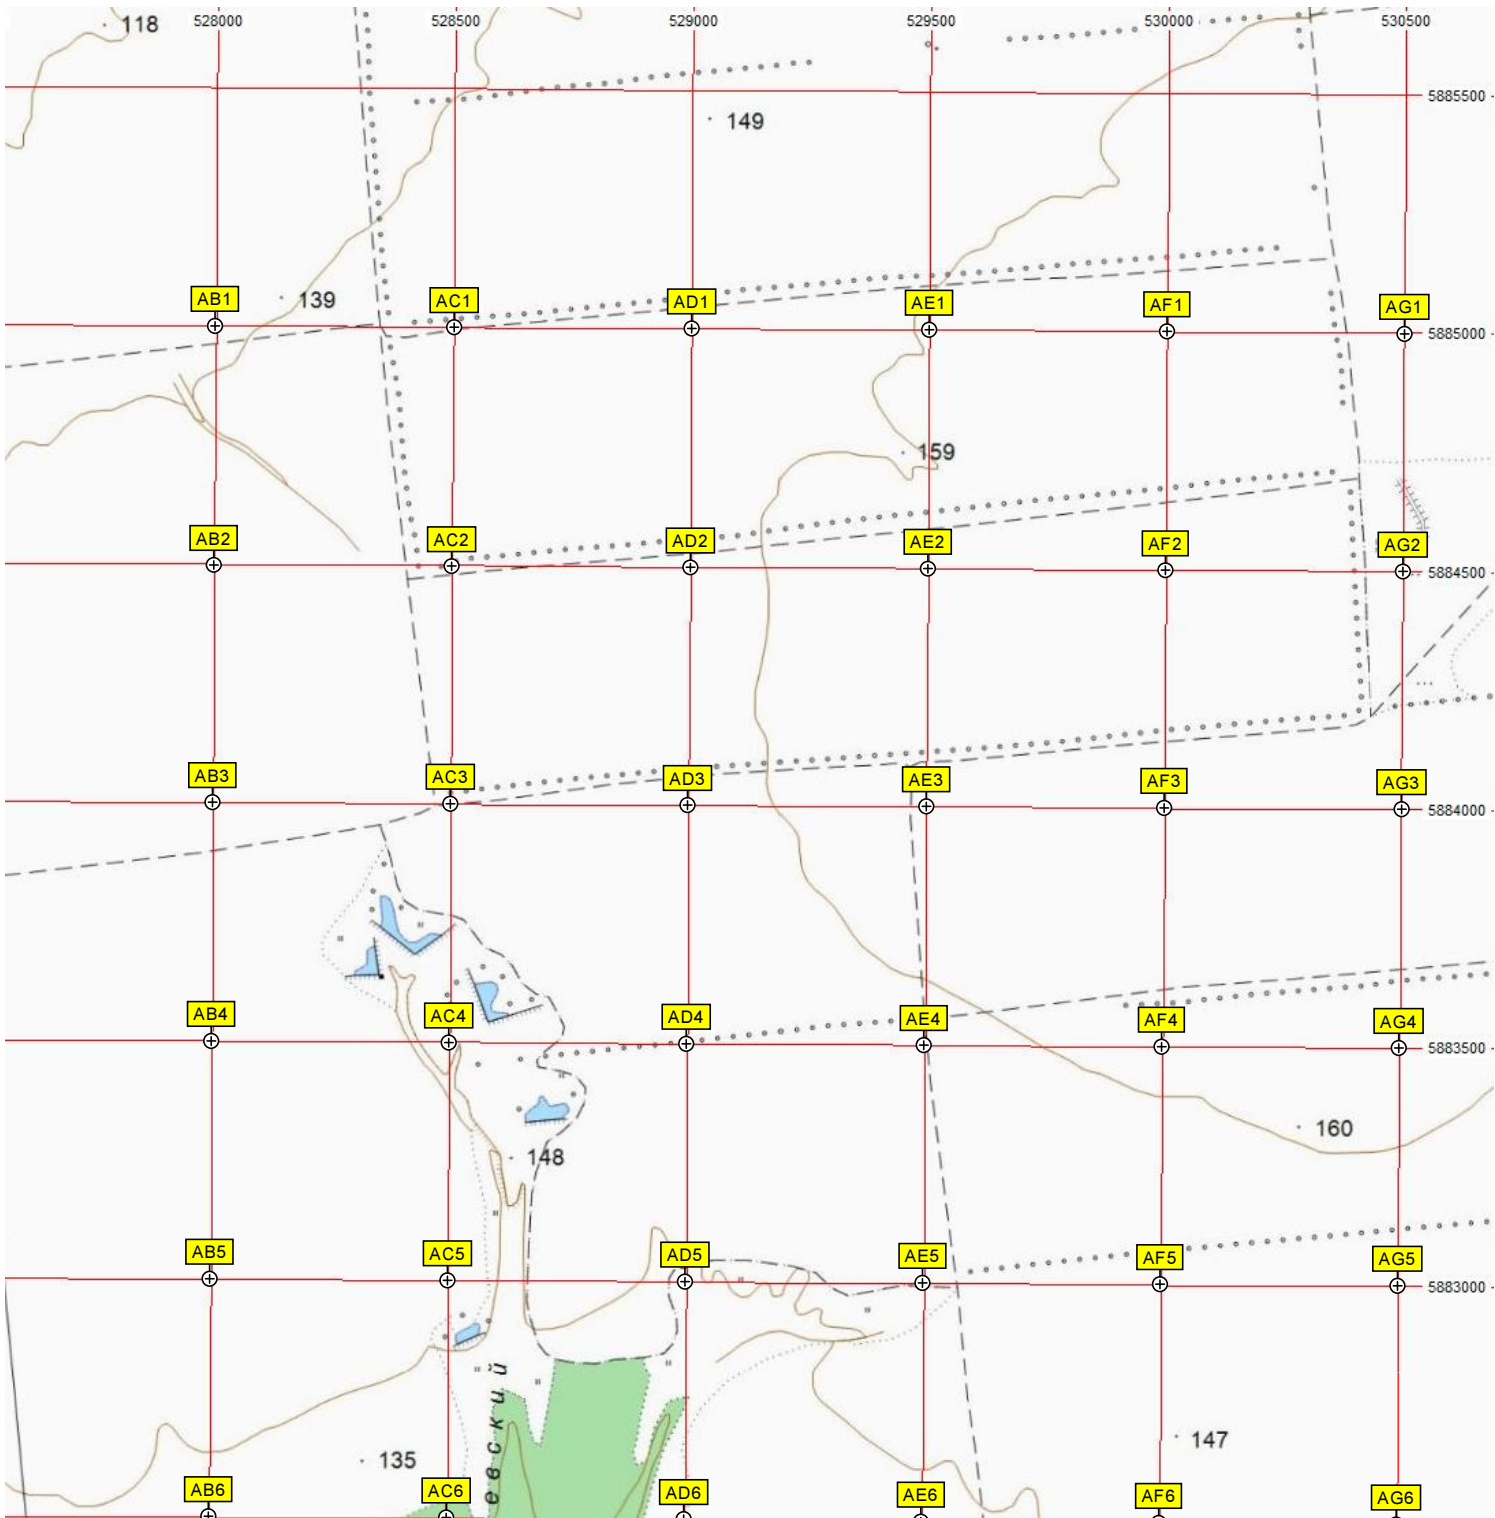 528000 528500 529000 529500 530000 530500
118
5885500
149
139
AB1 AC1 AD1 AE1 AF1 AG1
5885000
159
AB2 AC2 AD2 AE2 AF2 AG2
5884500
AB3 AC3 AD3 AE3 AF3 AG3
5884000
AB4 AC4 AD4 AE4 AF4 AG4
5883500
160
148
AB5 AC5 AD5 AE5 AF5 AG5
5883000
евский
147
135
AB6 AC6 AD6 AE6 AF6 AG6